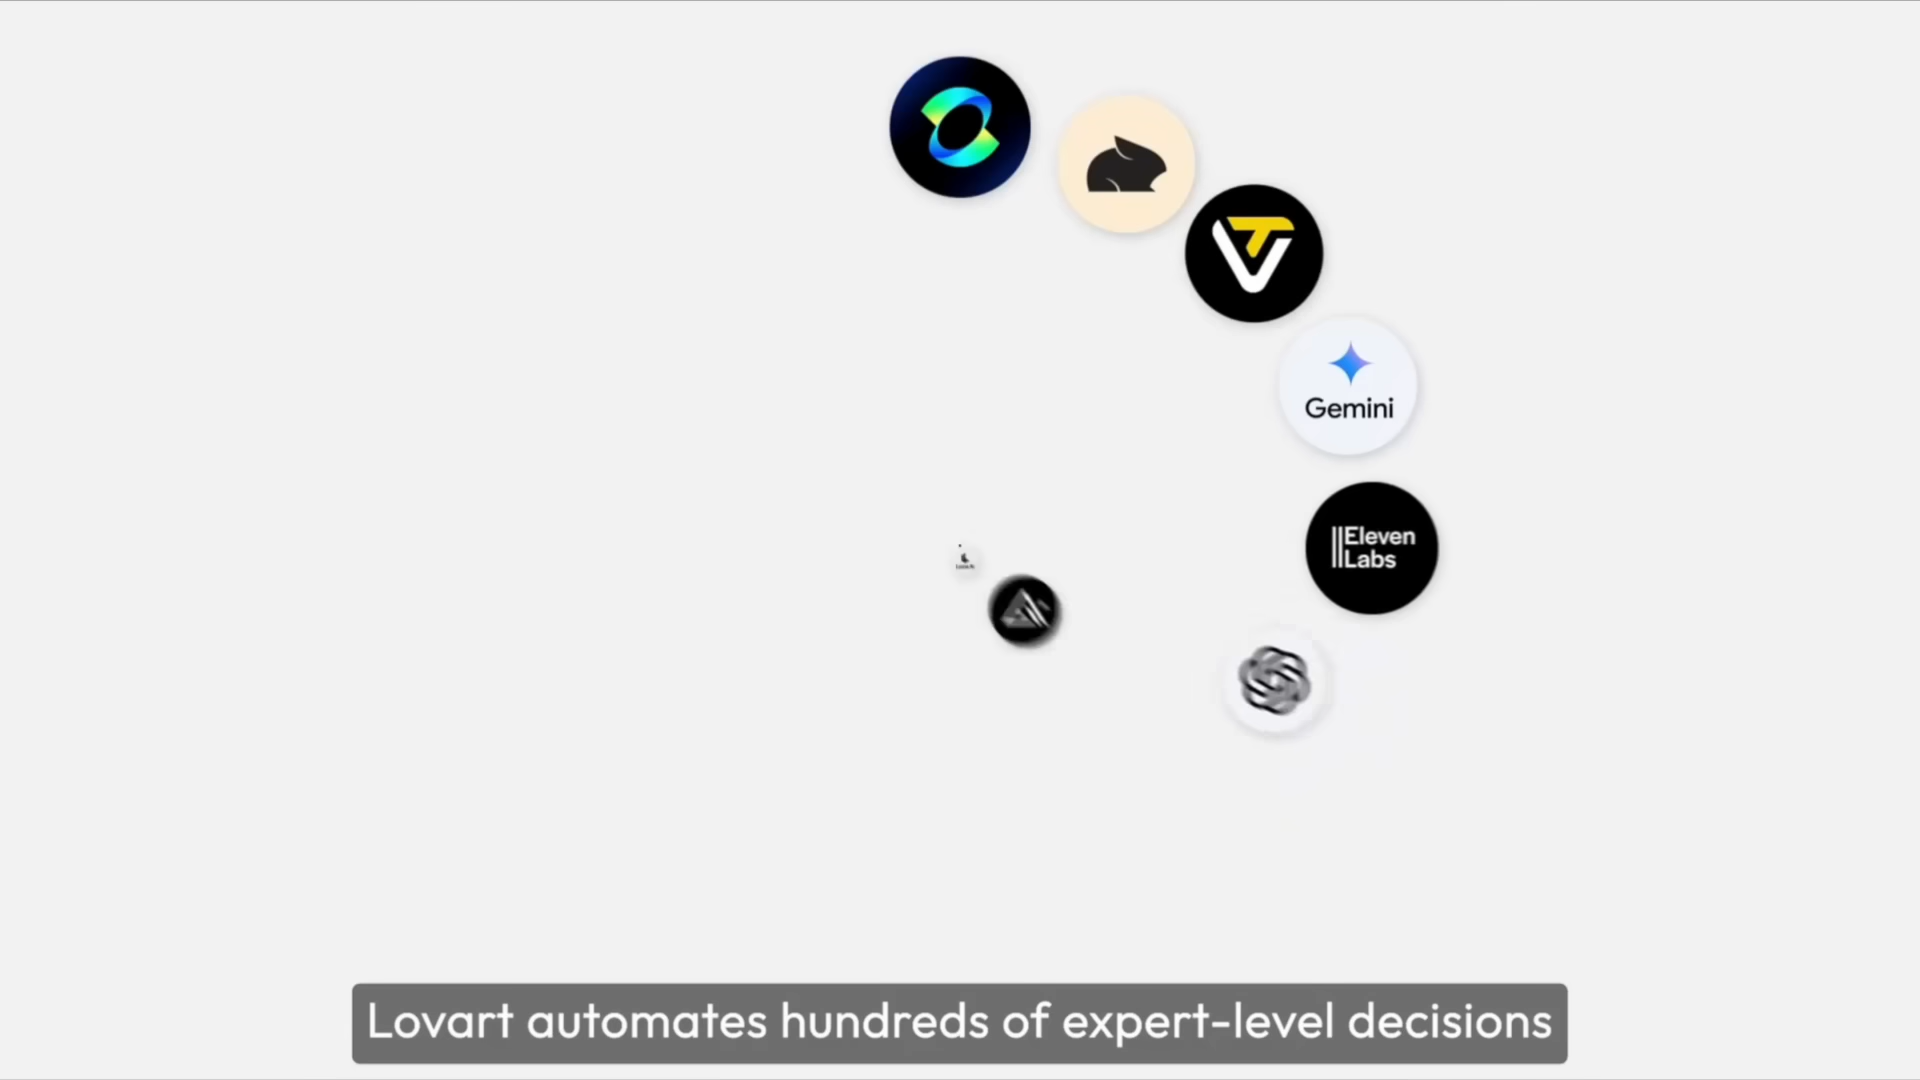 Gemini
Eleven
Labs
Lovart automates hundreds of expert-level decisions